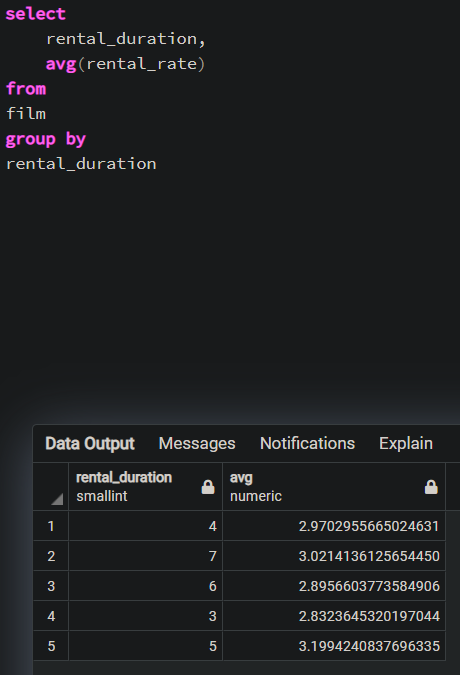 select
rental_duration,
avg(rental_rate)
from
film
group by
rental_duration
Data Output Messages Notifications Explain
rental_duration avg
smallint numeric
1 4 2.9702955665024631
2 7 3.0214136125654450
3 6 2.8956603773584906
4 3 2.8323645320197044
5 5 3.1994240837696335